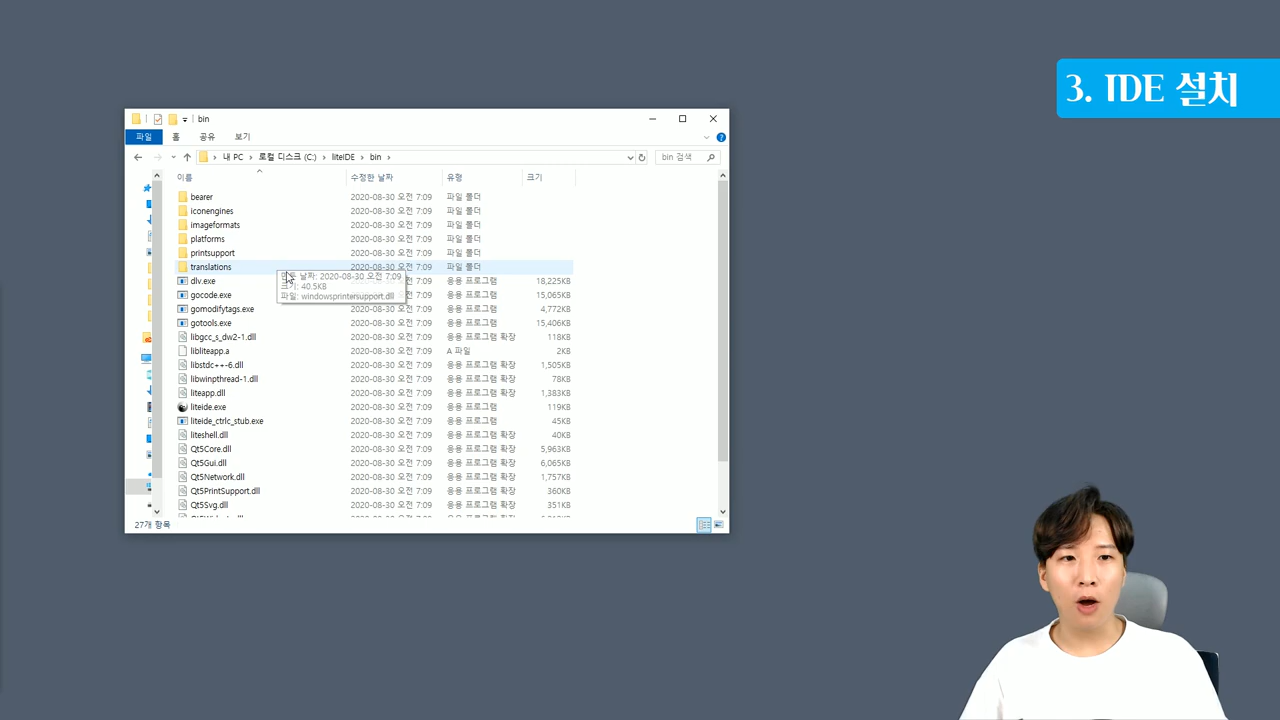 3. IDE 설치
bin
파일 홈 공유 보기
내 PC 로컬 디스크 (C:) liteIDE bin
bin 검색
이름 수정한 날짜 유형 크기
bearer 2020-08-30 오전 7:09 파일 폴더
iconengines 2020-08-30 오전 7:09 파일 폴더
imageformats 2020-08-30 오전 7:09 파일 폴더
platforms 2020-08-30 오전 7:09 파일 폴더
printsupport 2020-08-30 오전 7:09 파일 폴더
translations 2020-08-30 오전 7:09 파일 폴더
날짜: 2020-08-30 오전 7:09
크기: 40.5KB
파일: windowsprintersupport.dll
dlv.exe 응용 프로그램 18,225KB
gocode.exe 응용 프로그램 15,065KB
gomodifytags.exe 2020-08-30 오전 7:09 응용 프로그램 4,772KB
gotools.exe 2020-08-30 오전 7:09 응용 프로그램 15,406KB
libgcc_s_dw2-1.dll 2020-08-30 오전 7:09 응용 프로그램 확장 118KB
libliteapp.a 2020-08-30 오전 7:09 A 파일 2KB
libstdc++-6.dll 2020-08-30 오전 7:09 응용 프로그램 확장 1,505KB
libwinpthread-1.dll 2020-08-30 오전 7:09 응용 프로그램 확장 78KB
liteapp.dll 2020-08-30 오전 7:09 응용 프로그램 확장 1,383KB
liteide.exe 2020-08-30 오전 7:09 응용 프로그램 119KB
liteide_ctrlc_stub.exe 2020-08-30 오전 7:09 응용 프로그램 45KB
liteshell.dll 2020-08-30 오전 7:09 응용 프로그램 확장 40KB
Qt5Core.dll 2020-08-30 오전 7:09 응용 프로그램 확장 5,963KB
Qt5Gui.dll 2020-08-30 오전 7:09 응용 프로그램 확장 6,065KB
Qt5Network.dll 2020-08-30 오전 7:09 응용 프로그램 확장 1,757KB
Qt5PrintSupport.dll 2020-08-30 오전 7:09 응용 프로그램 확장 360KB
Qt5Svg.dll 2020-08-30 오전 7:09 응용 프로그램 확장 351KB
27개 항목